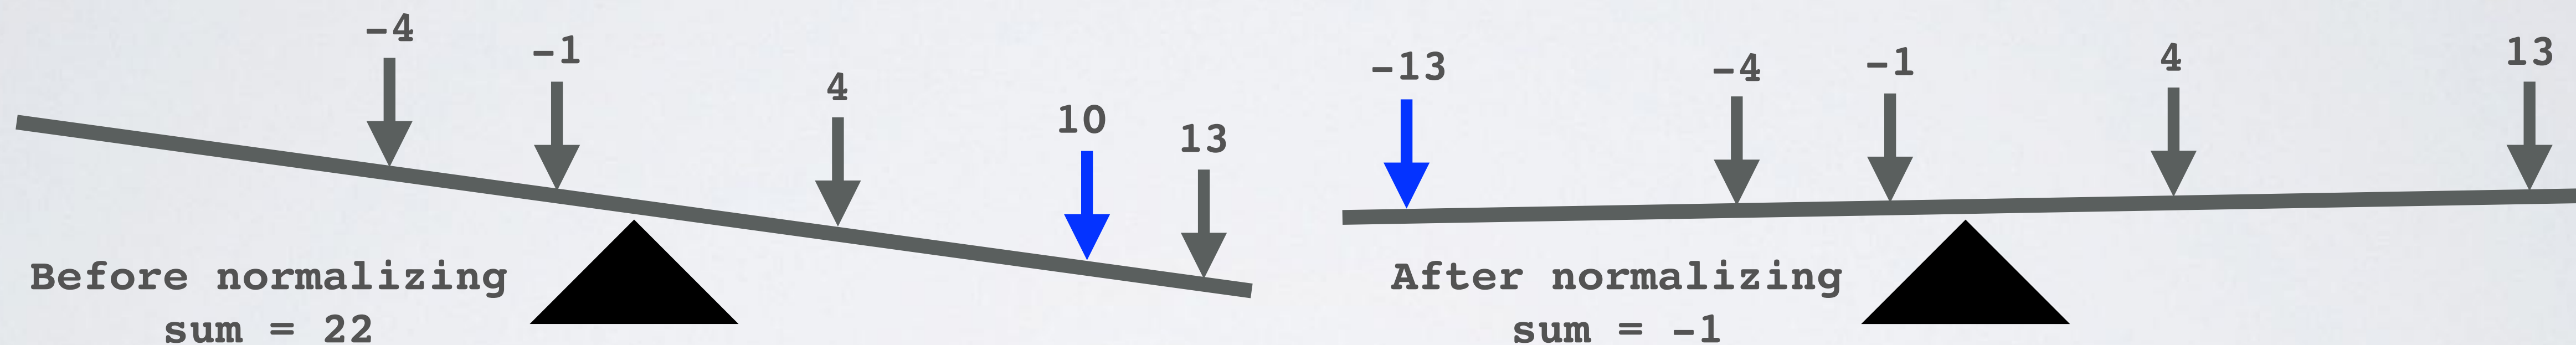 -4
-1
4
10
13
Before normalizing
sum = 22
-13
-4
-1
4
13
After normalizing
sum = -1